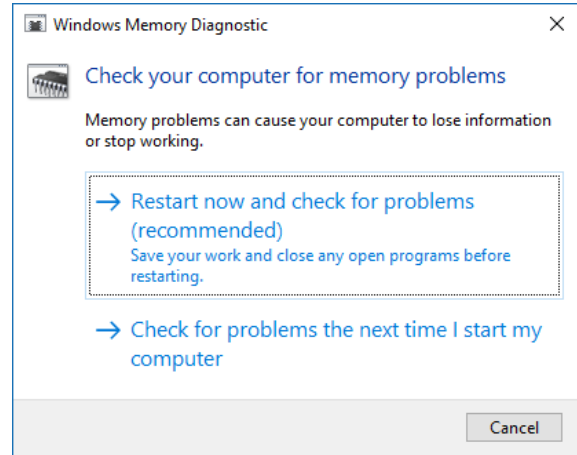 Windows Memory Diagnostic
Check your computer for memory problems
Memory problems can cause your computer to lose information
or stop working.
Restart now and check for problems
(recommended)
Save your work and close any open programs before
restarting.
Check for problems the next time I start my
computer
Cancel